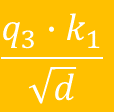 q₃ · k₁
√d